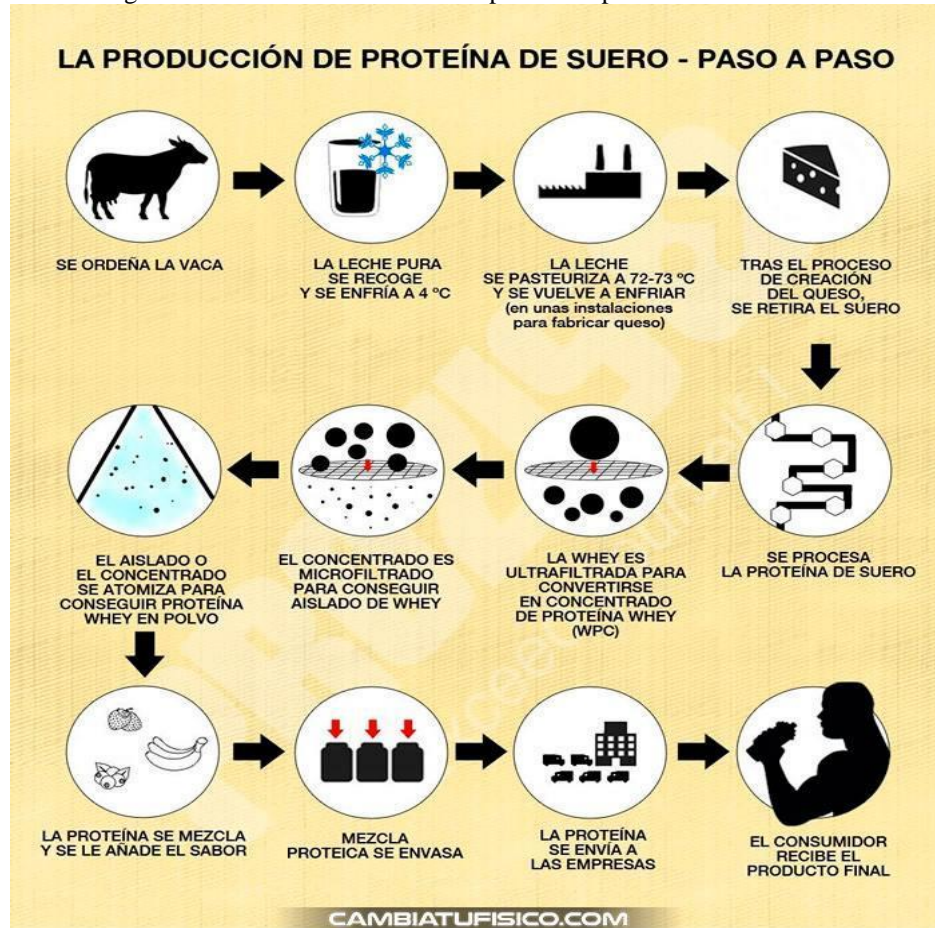 LA PRODUCCIÓN DE PROTEÍNA DE SUERO - PASO A PASO
SE ORDEÑA LA VACA
LA LECHE PURA
SE RECOGE
Y SE ENFRÍA A 4 ºC
LA LECHE
SE PASTEURIZA A 72-73 ºC
Y SE VUELVE A ENFRIAR
(en unas instalaciones
para fabricar queso)
TRAS EL PROCESO
DE CREACIÓN
DEL QUESO,
SE RETIRA EL SUERO
SE PROCESA
LA PROTEÍNA DE SUERO
LA WHEY ES
ULTRAFILTRADA PARA
CONVERTIRSE
EN CONCENTRADO
DE PROTEÍNA WHEY
(WPC)
EL CONCENTRADO ES
MICROFILTRADO
PARA CONSEGUIR
AISLADO DE WHEY
EL AISLADO O
EL CONCENTRADO
SE ATOMIZA PARA
CONSEGUIR PROTEÍNA
WHEY EN POLVO
LA PROTEÍNA SE MEZCLA
Y SE LE AÑADE EL SABOR
MEZCLA
PROTEICA SE ENVASA
LA PROTEÍNA
SE ENVÍA A
LAS EMPRESAS
EL CONSUMIDOR
RECIBE EL
PRODUCTO FINAL
CAMBIATUFISICO.COM